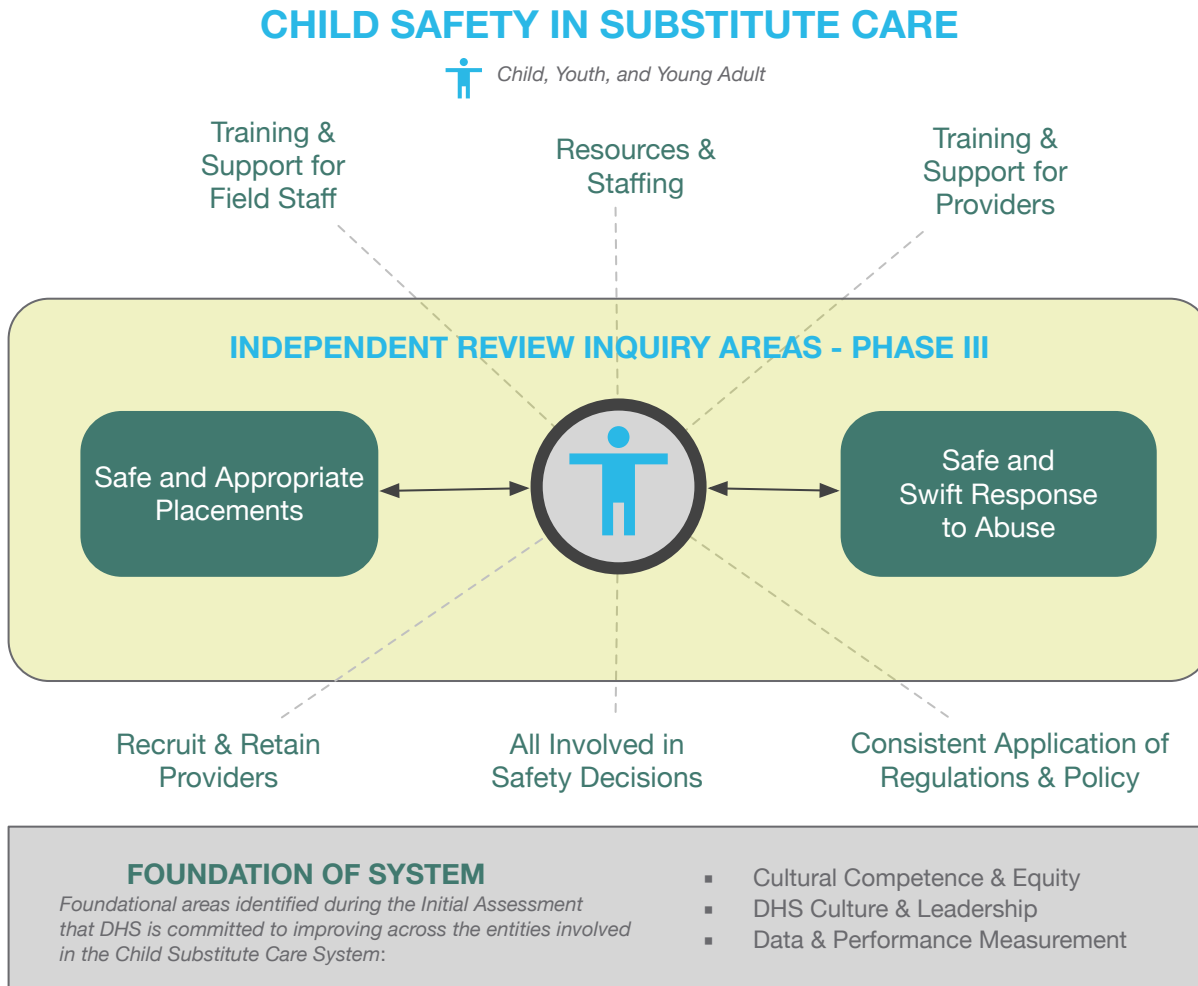 CHILD SAFETY IN SUBSTITUTE CARE
Child, Youth, and Young Adult
Training &
Support for
Field Staff
Resources &
Staffing
Training &
Support for
Providers
INDEPENDENT REVIEW INQUIRY AREAS - PHASE III
Safe and Appropriate
Placements
Safe and
Swift Response
to Abuse
Recruit & Retain
Providers
All Involved in
Safety Decisions
Consistent Application of
Regulations & Policy
FOUNDATION OF SYSTEM
Foundational areas identified during the Initial Assessment
that DHS is committed to improving across the entities involved
in the Child Substitute Care System:
▪ Cultural Competence & Equity
▪ DHS Culture & Leadership
▪ Data & Performance Measurement